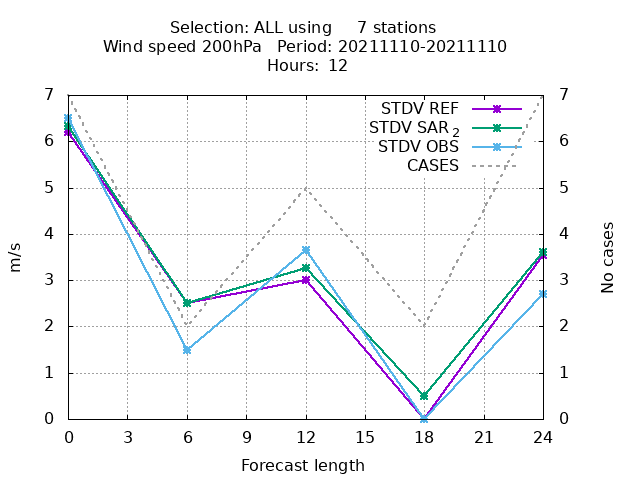 Selection: ALL using     7 stations
Wind speed 200hPa   Period: 20211110-20211110
Hours: 12
STDV REF
STDV SAR 2
STDV OBS
CASES
7 7
6 6
5 5
4 4
3 3
2 2
1 1
0 0
m/s
No cases
0 3 6 9 12 15 18 21 24
Forecast length